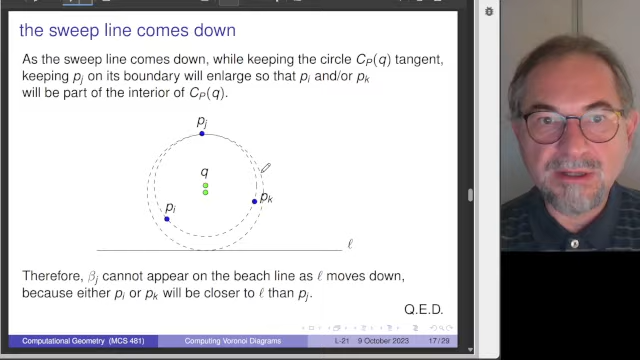 the sweep line comes down
As the sweep line comes down, while keeping the circle C_P(q) tangent,
keeping p_j on its boundary will enlarge so that p_i and/or p_k
will be part of the interior of C_P(q).
p_j
q
p_k
p_i
ℓ
Therefore, β_j cannot appear on the beach line as ℓ moves down,
because either p_i or p_k will be closer to ℓ than p_j.
Q.E.D.
Computational Geometry (MCS 481) Computing Voronoi Diagrams L-21 9 October 2023 17 / 29